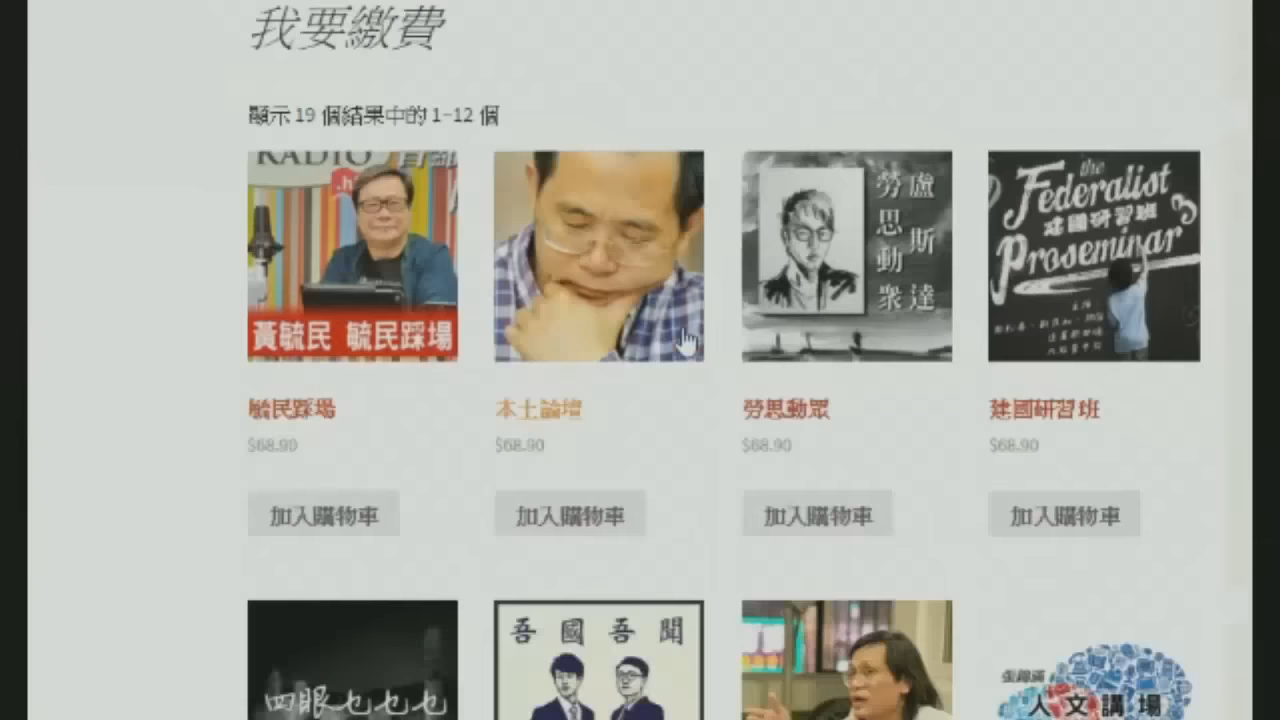 我要繳費
顯示 19 個結果中的 1–12 個
RADIO
黃毓民 毓民踩場
盧斯達
勞思動眾
the
Federalist
建國研習班
Proseminar
毓民踩場
本土論壇
勞思動眾
建國研習班
$68.90
$68.90
$68.90
$68.90
加入購物車
加入購物車
加入購物車
加入購物車
四眼乜乜乜
吾國吾聞
人文講場